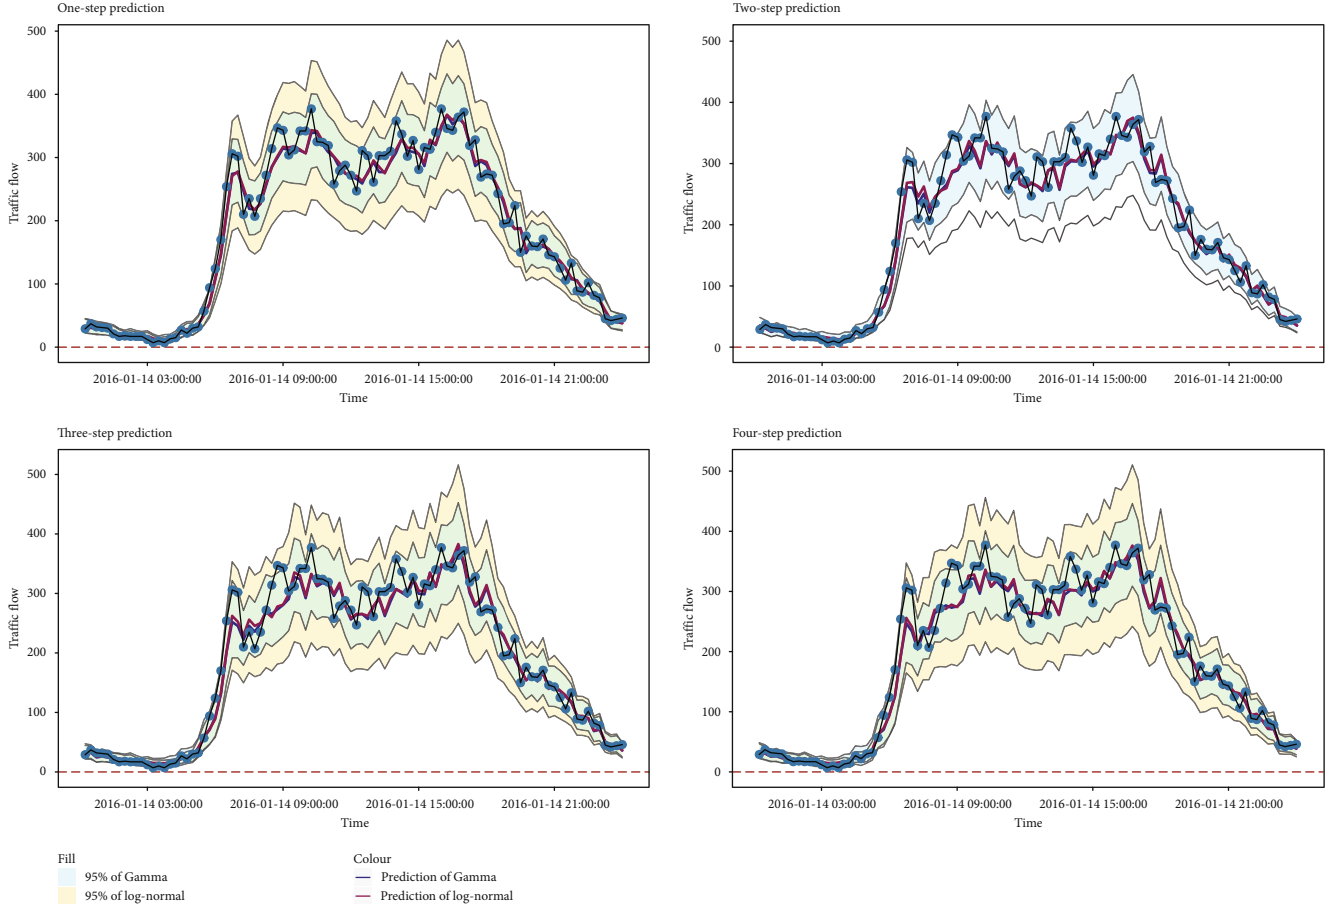 One-step prediction
500
400
300
200
100
0
Traffic flow
2016-01-14 03:00:00 2016-01-14 09:00:00 2016-01-14 15:00:00 2016-01-14 21:00:00
Time
Two-step prediction
500
400
300
200
100
0
Traffic flow
2016-01-14 03:00:00 2016-01-14 09:00:00 2016-01-14 15:00:00 2016-01-14 21:00:00
Time
Three-step prediction
500
400
300
200
100
0
Traffic flow
2016-01-14 03:00:00 2016-01-14 09:00:00 2016-01-14 15:00:00 2016-01-14 21:00:00
Time
Four-step prediction
500
400
300
200
100
0
Traffic flow
2016-01-14 03:00:00 2016-01-14 09:00:00 2016-01-14 15:00:00 2016-01-14 21:00:00
Time
Fill
95% of Gamma
95% of log-normal
Colour
Prediction of Gamma
Prediction of log-normal